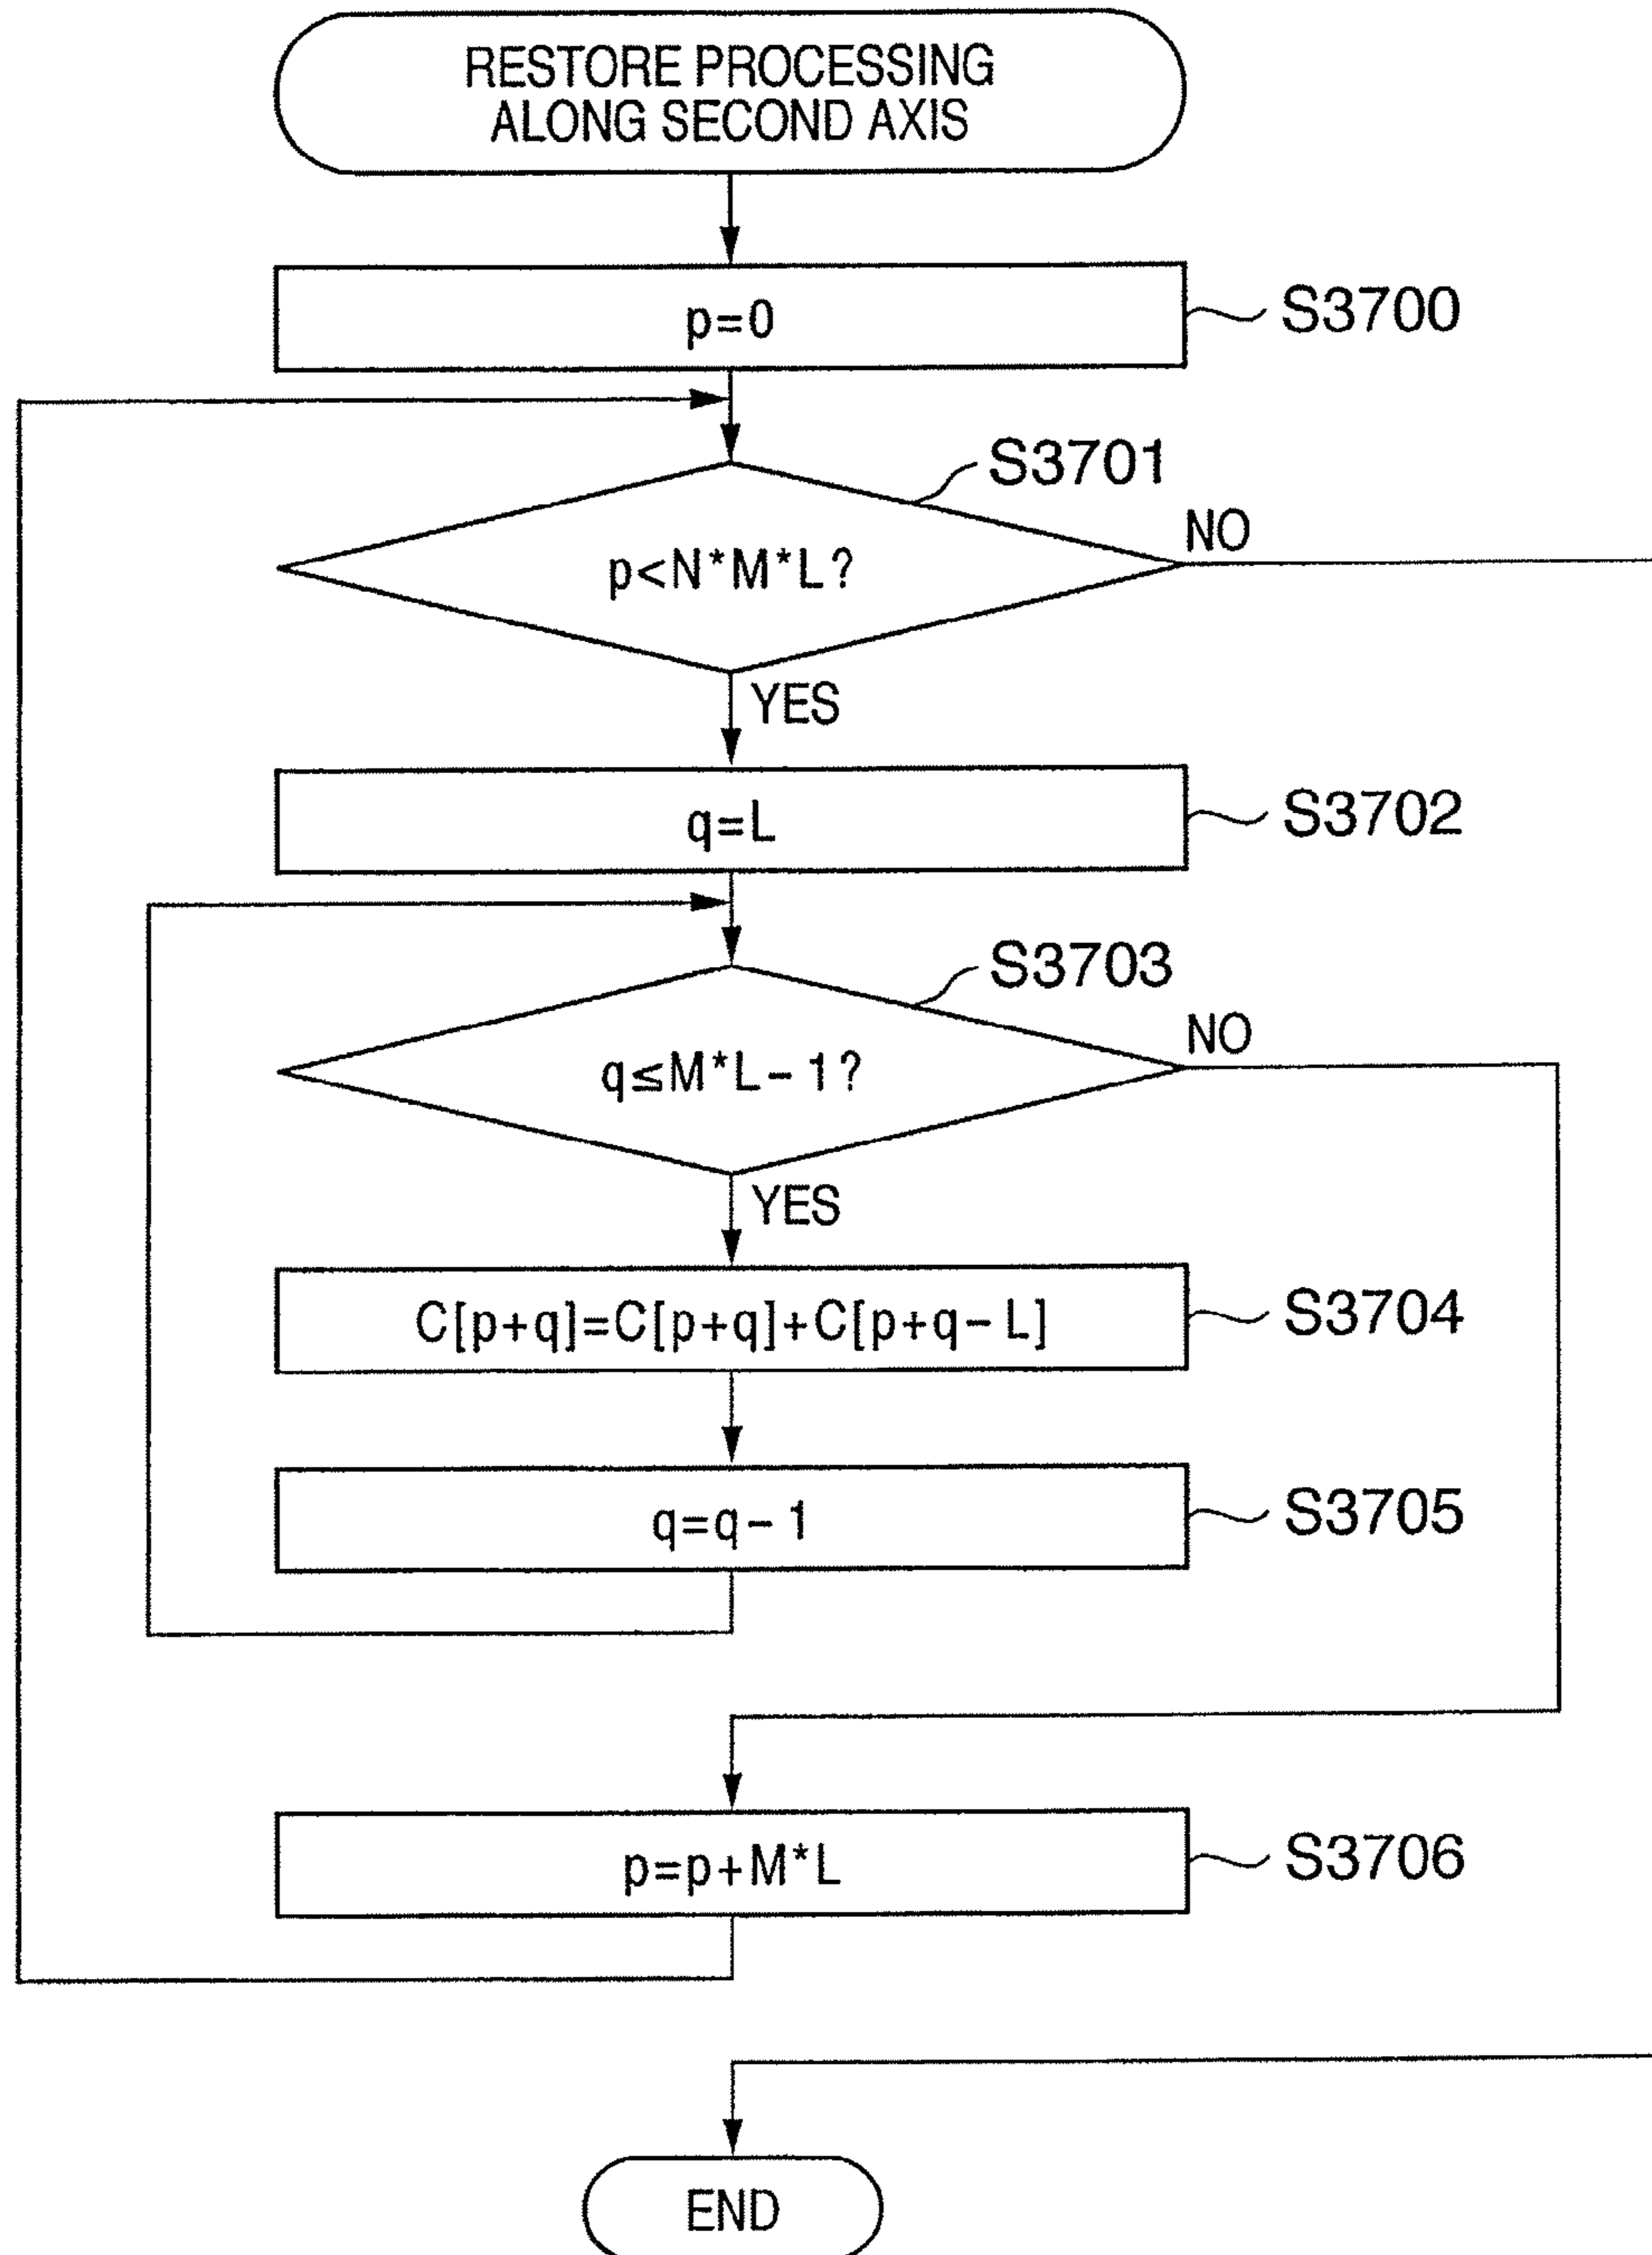 RESTORE PROCESSING
ALONG SECOND AXIS
p=0
S3700
S3701
p<N*M*L?
NO
YES
q=L
S3702
S3703
q≤M*L-1?
NO
YES
C[p+q]=C[p+q]+C[p+q-L]
S3704
q=q-1
S3705
p=p+M*L
S3706
END